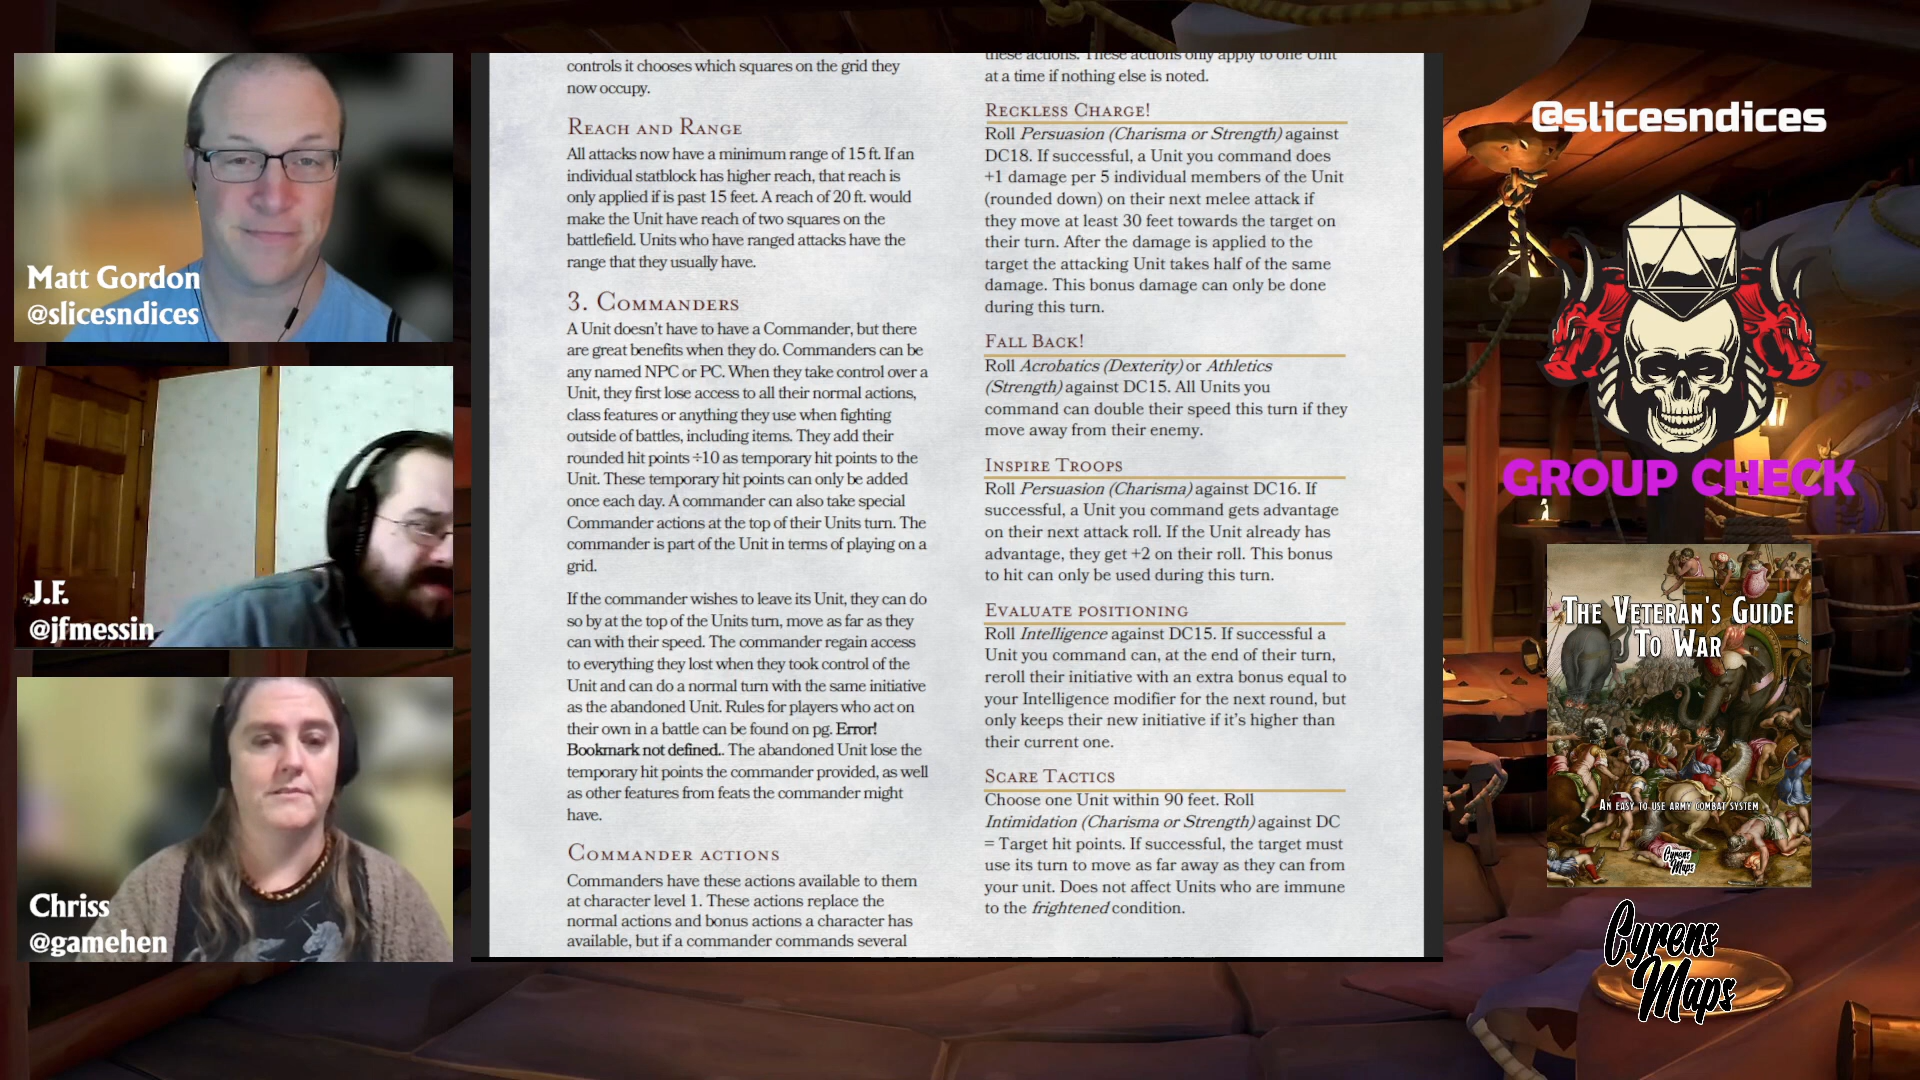 Matt Gordon
@slicesndices
J.F.
@jfmessin
Chriss
@gamehen
controls it chooses which squares on the grid they
now occupy.
Reach and Range
All attacks now have a minimum range of 15 ft. If an
individual statblock has higher reach, that reach is
only applied if is past 15 feet. A reach of 20 ft. would
make the Unit have reach of two squares on the
battlefield. Units who have ranged attacks have the
range that they usually have.
3. Commanders
A Unit doesn't have to have a Commander, but there
are great benefits when they do. Commanders can be
any named NPC or PC. When they take control over a
Unit, they first lose access to all their normal actions,
class features or anything they use when fighting
outside of battles, including items. They add their
rounded hit points ÷10 as temporary hit points to the
Unit. These temporary hit points can only be added
once each day. A commander can also take special
Commander actions at the top of their Units turn. The
commander is part of the Unit in terms of playing on a
grid.
If the commander wishes to leave its Unit, they can do
so by at the top of the Units turn, move as far as they
can with their speed. The commander regain access
to everything they lost when they took control of the
Unit and can do a normal turn with the same initiative
as the abandoned Unit. Rules for players who act on
their own in a battle can be found on pg. Error!
Bookmark not defined.. The abandoned Unit lose the
temporary hit points the commander provided, as well
as other features from feats the commander might
have.
Commander actions
Commanders have these actions available to them
at character level 1. These actions replace the
normal actions and bonus actions a character has
available, but if a commander commands several
these actions. These actions only apply to one Unit
at a time if nothing else is noted.
Reckless Charge!
Roll Persuasion (Charisma or Strength) against
DC18. If successful, a Unit you command does
+1 damage per 5 individual members of the Unit
(rounded down) on their next melee attack if
they move at least 30 feet towards the target on
their turn. After the damage is applied to the
target the attacking Unit takes half of the same
damage. This bonus damage can only be done
during this turn.
Fall Back!
Roll Acrobatics (Dexterity) or Athletics
(Strength) against DC15. All Units you
command can double their speed this turn if they
move away from their enemy.
Inspire Troops
Roll Persuasion (Charisma) against DC16. If
successful, a Unit you command gets advantage
on their next attack roll. If the Unit already has
advantage, they get +2 on their roll. This bonus
to hit can only be used during this turn.
Evaluate positioning
Roll Intelligence against DC15. If successful a
Unit you command can, at the end of their turn,
reroll their initiative with an extra bonus equal to
your Intelligence modifier for the next round, but
only keeps their new initiative if it's higher than
their current one.
Scare Tactics
Choose one Unit within 90 feet. Roll
Intimidation (Charisma or Strength) against DC
= Target hit points. If successful, the target must
use its turn to move as far away as they can from
your unit. Does not affect Units who are immune
to the frightened condition.
@slicesndices
GROUP CHECK
The Veteran's Guide
To War
An easy to use army combat system
Cyrens
Maps
Cyrens
Maps